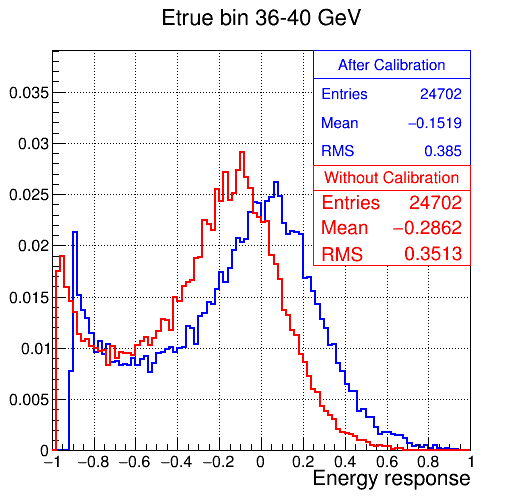 Etrue bin 36-40 GeV
After Calibration
Entries 24702
Mean −0.1519
RMS 0.385
Without Calibration
Entries 24702
Mean −0.2862
RMS 0.3513
0.035
0.03
0.025
0.02
0.015
0.01
0.005
0
−1 −0.8 −0.6 −0.4 −0.2 0 0.2 0.4 0.6 0.8 1
Energy response